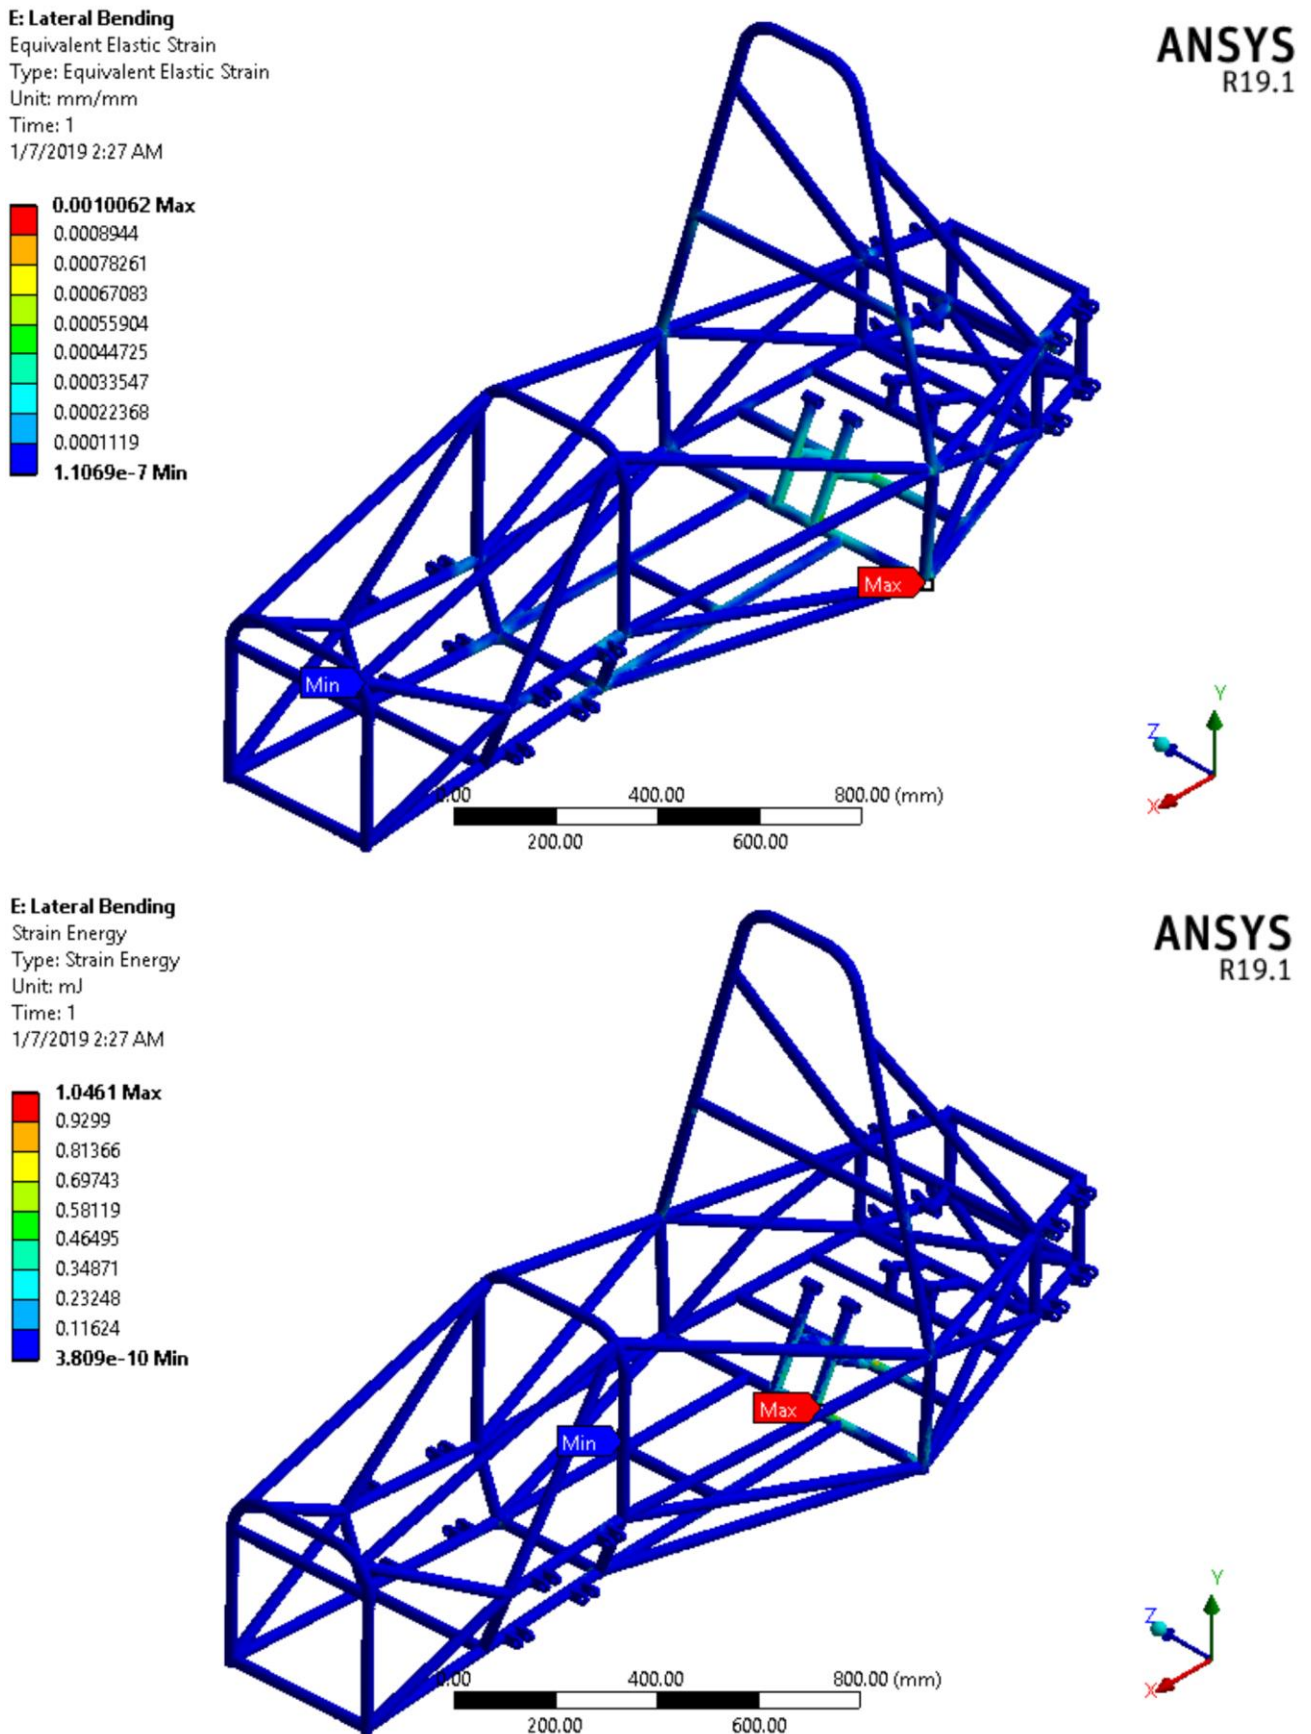 E: Lateral Bending
Equivalent Elastic Strain
Type: Equivalent Elastic Strain
Unit: mm/mm
Time: 1
1/7/2019 2:27 AM
ANSYS
R19.1
0.0010062 Max
0.0008944
0.00078261
0.00067083
0.00055904
0.00044725
0.00033547
0.00022368
0.0001119
1.1069e-7 Min
Max
Min
0.00 400.00 800.00 (mm)
200.00 600.00
Y
Z
X
E: Lateral Bending
Strain Energy
Type: Strain Energy
Unit: mJ
Time: 1
1/7/2019 2:27 AM
ANSYS
R19.1
1.0461 Max
0.9299
0.81366
0.69743
0.58119
0.46495
0.34871
0.23248
0.11624
3.809e-10 Min
Max
Min
0.00 400.00 800.00 (mm)
200.00 600.00
Y
Z
X